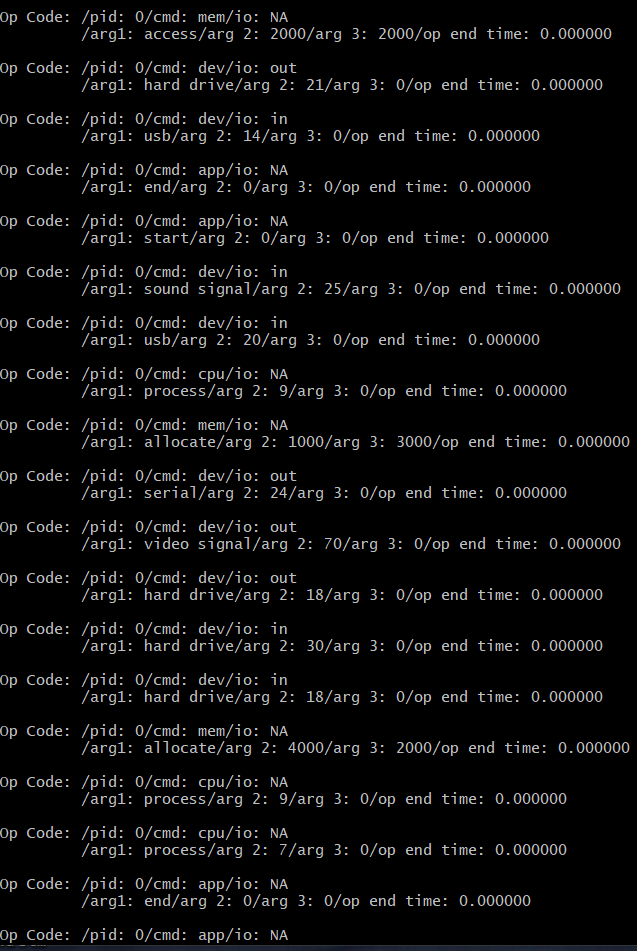 Op Code: /pid: 0/cmd: mem/io: NA
/arg1: access/arg 2: 2000/arg 3: 2000/op end time: 0.000000
Op Code: /pid: 0/cmd: dev/io: out
/arg1: hard drive/arg 2: 21/arg 3: 0/op end time: 0.000000
Op Code: /pid: 0/cmd: dev/io: in
/arg1: usb/arg 2: 14/arg 3: 0/op end time: 0.000000
Op Code: /pid: 0/cmd: app/io: NA
/arg1: end/arg 2: 0/arg 3: 0/op end time: 0.000000
Op Code: /pid: 0/cmd: app/io: NA
/arg1: start/arg 2: 0/arg 3: 0/op end time: 0.000000
Op Code: /pid: 0/cmd: dev/io: in
/arg1: sound signal/arg 2: 25/arg 3: 0/op end time: 0.000000
Op Code: /pid: 0/cmd: dev/io: in
/arg1: usb/arg 2: 20/arg 3: 0/op end time: 0.000000
Op Code: /pid: 0/cmd: cpu/io: NA
/arg1: process/arg 2: 9/arg 3: 0/op end time: 0.000000
Op Code: /pid: 0/cmd: mem/io: NA
/arg1: allocate/arg 2: 1000/arg 3: 3000/op end time: 0.000000
Op Code: /pid: 0/cmd: dev/io: out
/arg1: serial/arg 2: 24/arg 3: 0/op end time: 0.000000
Op Code: /pid: 0/cmd: dev/io: out
/arg1: video signal/arg 2: 70/arg 3: 0/op end time: 0.000000
Op Code: /pid: 0/cmd: dev/io: out
/arg1: hard drive/arg 2: 18/arg 3: 0/op end time: 0.000000
Op Code: /pid: 0/cmd: dev/io: in
/arg1: hard drive/arg 2: 30/arg 3: 0/op end time: 0.000000
Op Code: /pid: 0/cmd: dev/io: in
/arg1: hard drive/arg 2: 18/arg 3: 0/op end time: 0.000000
Op Code: /pid: 0/cmd: mem/io: NA
/arg1: allocate/arg 2: 4000/arg 3: 2000/op end time: 0.000000
Op Code: /pid: 0/cmd: cpu/io: NA
/arg1: process/arg 2: 9/arg 3: 0/op end time: 0.000000
Op Code: /pid: 0/cmd: cpu/io: NA
/arg1: process/arg 2: 7/arg 3: 0/op end time: 0.000000
Op Code: /pid: 0/cmd: app/io: NA
/arg1: end/arg 2: 0/arg 3: 0/op end time: 0.000000
Op Code: /pid: 0/cmd: app/io: NA